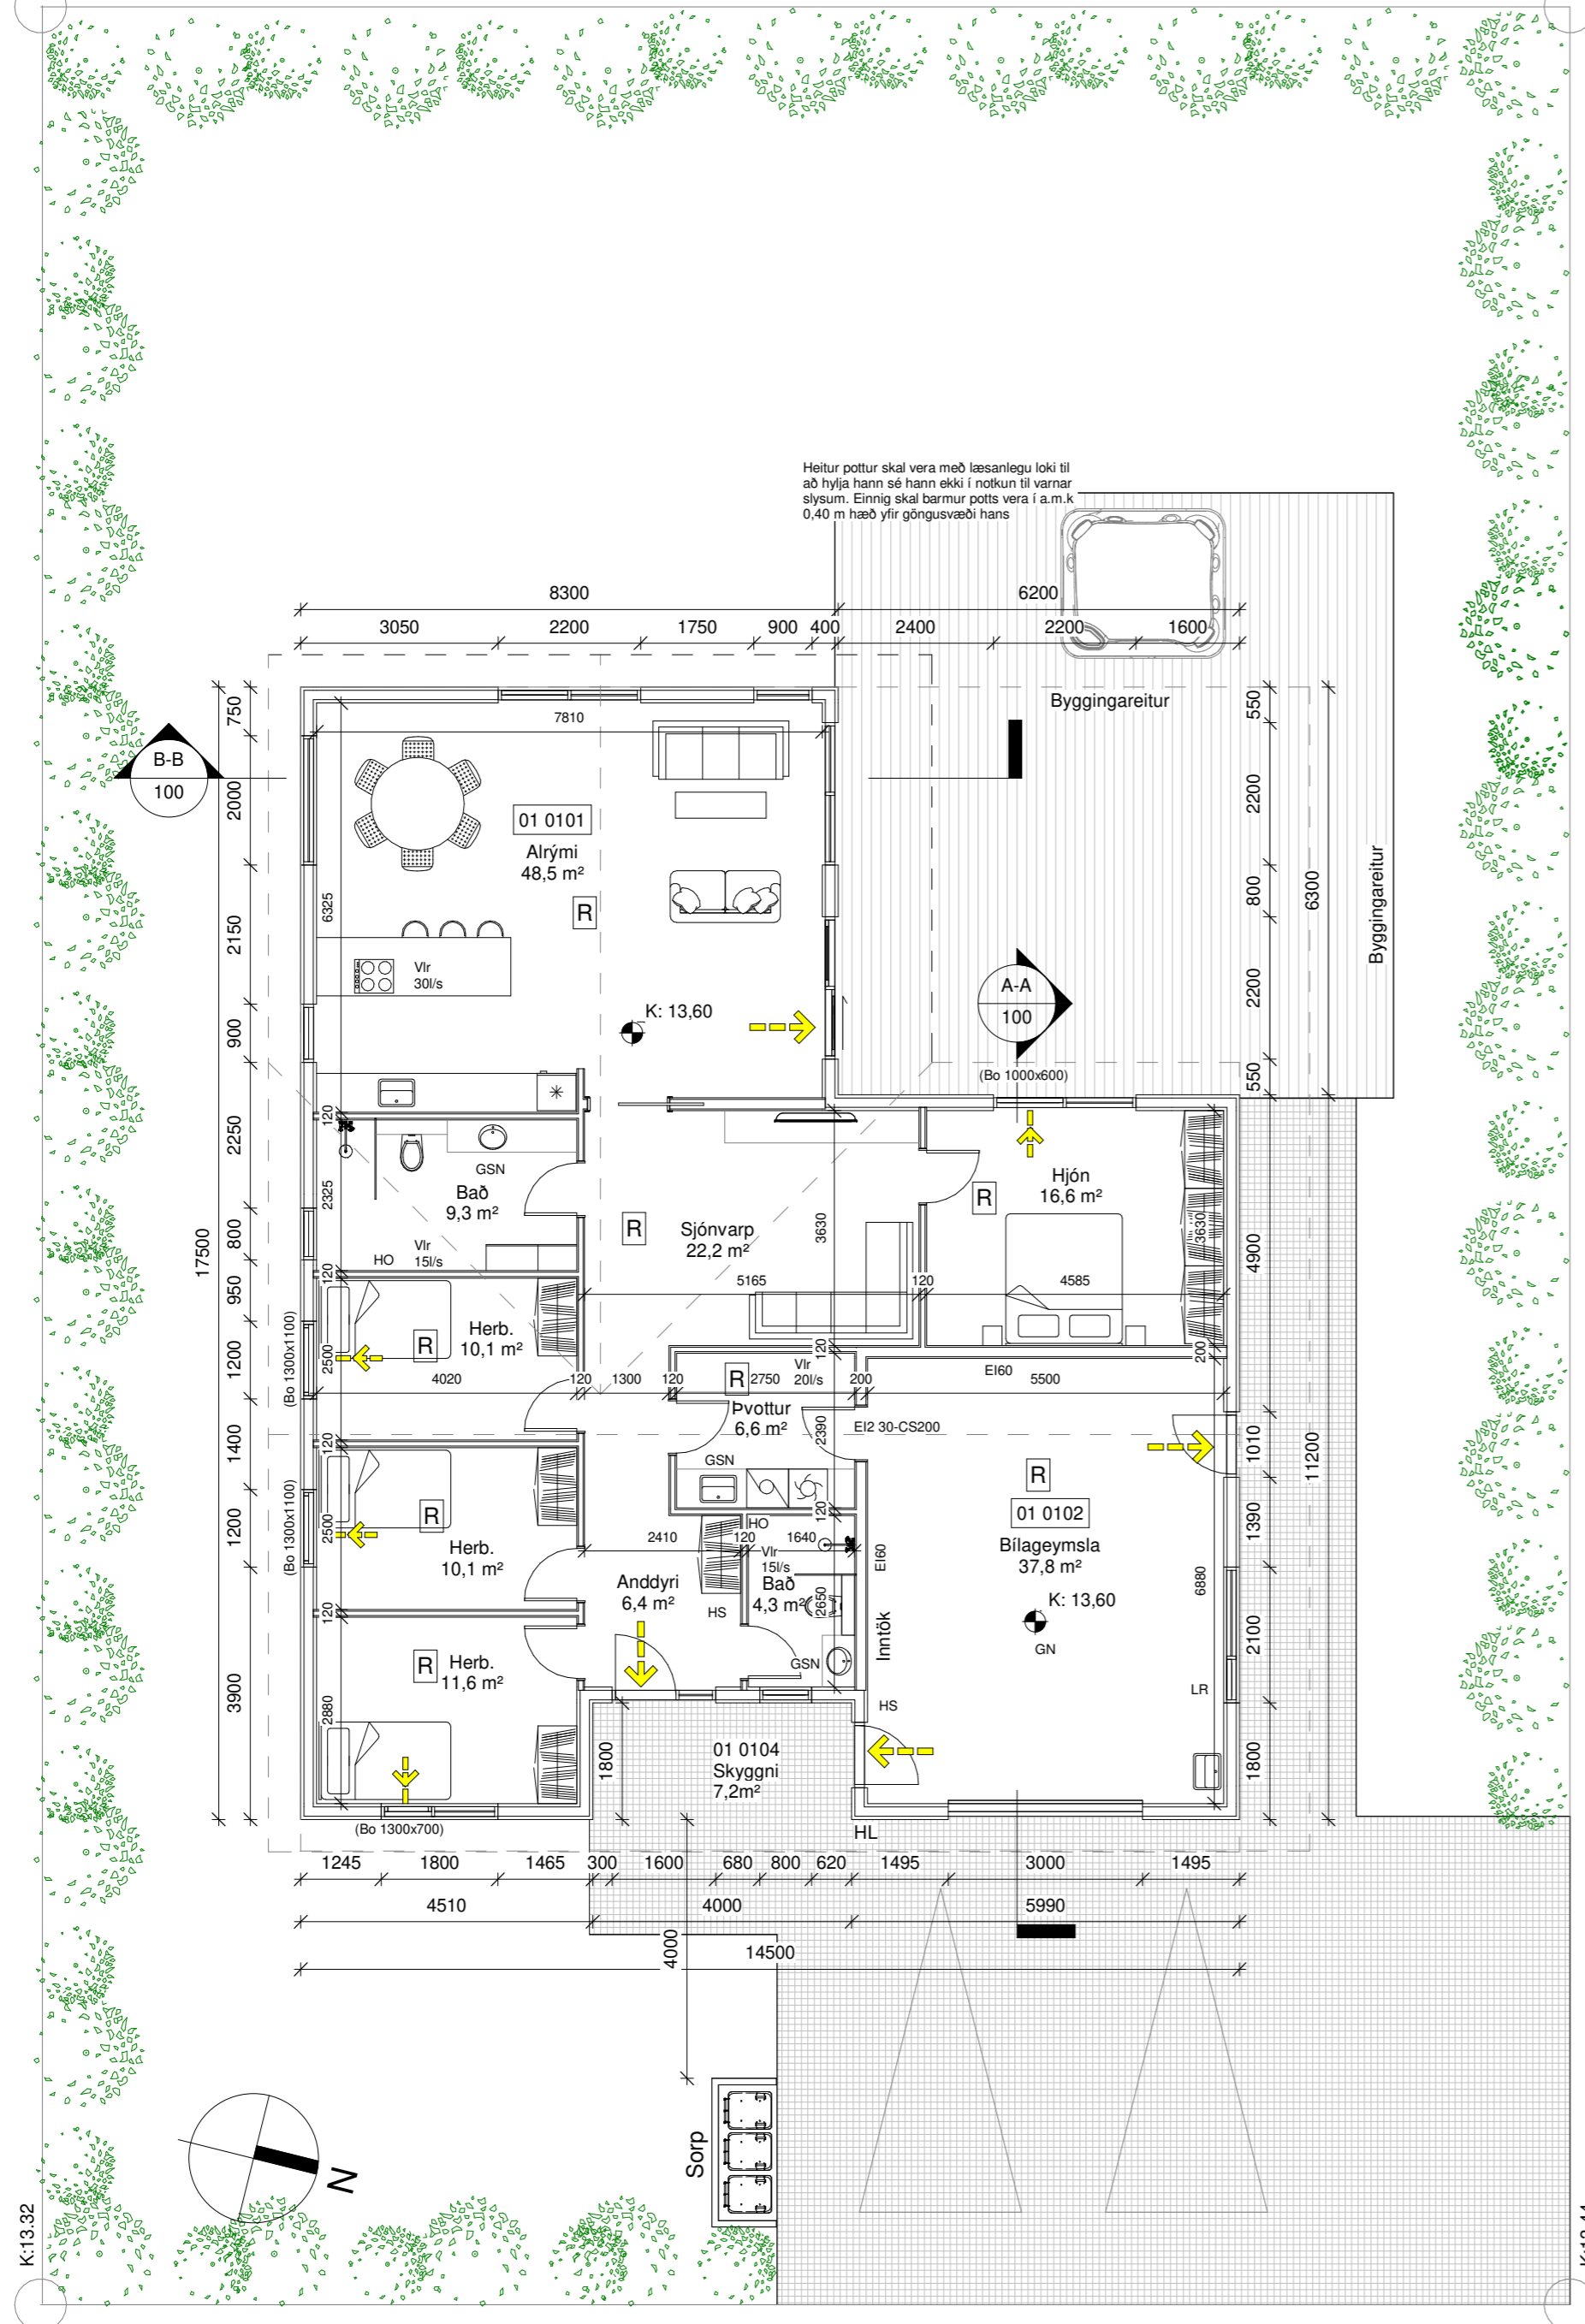 Heitur pottur skal vera með læsanlegu loki til
að hylja hann sé hann ekki í notkun til varnar
slysum. Einnig skal barmur potts vera í a.m.k
0,40 m hæð yfir göngusvæði hans
8300
6200
3050
2200
1750
900
400
2400
2200
1600
Byggingareitur
Byggingareitur
7810
B-B
100
01 0101
Alrými
48,5 m²
R
Vlr
30l/s
K: 13,60
A-A
100
(Bo 1000x600)
6325
750
2000
2150
900
2250
800
950
1200
1400
1200
3900
17500
550
2200
800
2200
550
6300
4900
1010
1390
2100
1800
11200
120
GSN
Bað
9,3 m²
2325
HO
Vlr
15l/s
R
Sjónvarp
22,2 m²
3630
5165
120
Hjón
16,6 m²
R
3630
4585
120
(Bo 1300x1100)
2500
R
Herb.
10,1 m²
4020
120
1300
120
2750
200
5500
200
120
R
Vlr
20l/s
Þvottur
6,6 m²
2390
GSN
EI60
EI2 30-CS200
120
(Bo 1300x1100)
2500
R
Herb.
10,1 m²
2410
120
1640
120
HO
Vlr
15l/s
Bað
4,3 m²
2650
GSN
Anddyri
6,4 m²
HS
EI60
Inntök
R
01 0102
Bílageymsla
37,8 m²
K: 13,60
GN
6880
LR
HS
120
R
Herb.
11,6 m²
2880
(Bo 1300x700)
1800
01 0104
Skyggni
7,2m²
HL
1245
1800
1465
300
1600
680
800
620
1495
3000
1495
4510
4000
5990
4000
14500
Sorp
N
K:13.32